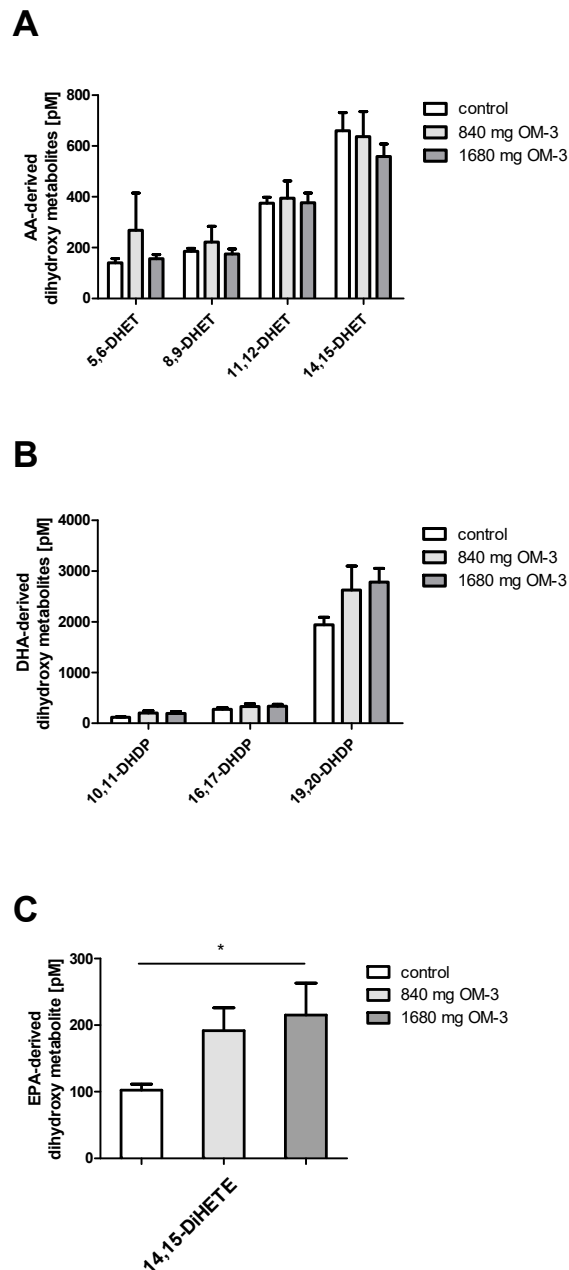 A
AA-derived
dihydroxy metabolites [pM]
800
600
400
200
0
5,6-DHET
8,9-DHET
11,12-DHET
14,15-DHET
control
840 mg OM-3
1680 mg OM-3
B
DHA-derived
dihydroxy metabolites [pM]
4000
3000
2000
1000
0
10,11-DHDP
16,17-DHDP
19,20-DHDP
control
840 mg OM-3
1680 mg OM-3
C
EPA-derived
dihydroxy metabolite [pM]
300
200
100
0
*
14,15-DiHETE
control
840 mg OM-3
1680 mg OM-3